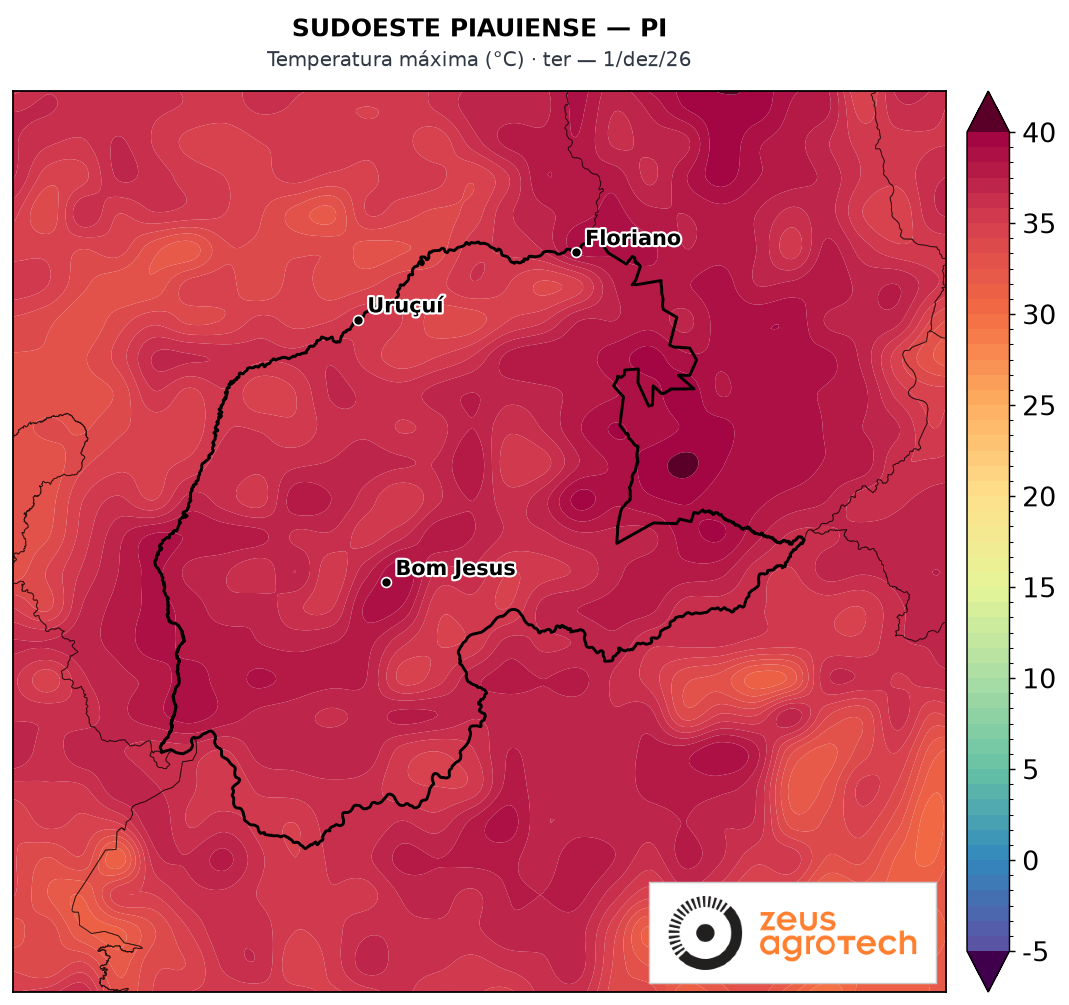 SUDOESTE PIAUIENSE — PI
Temperatura máxima (°C) · ter — 1/dez/26
Floriano
Uruçuí
Bom Jesus
40
35
30
25
20
15
10
5
0
-5
zeus
agrotech